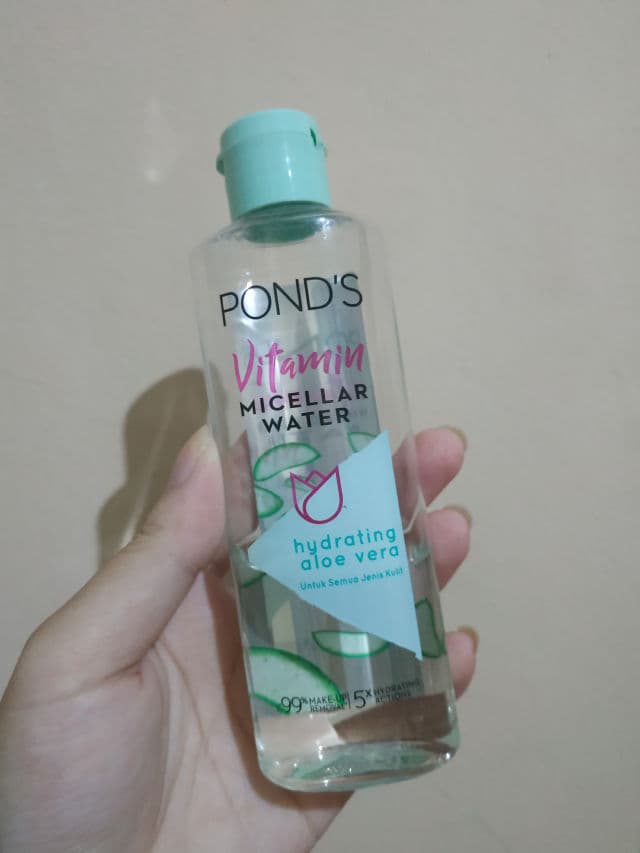 POND'S
Vitamin
MICELLAR
WATER
hydrating
aloe vera
Untuk Semua Jenis Kulit
99% MAKE-UP REMOVAL | 5X HYDRATING ACTIONS